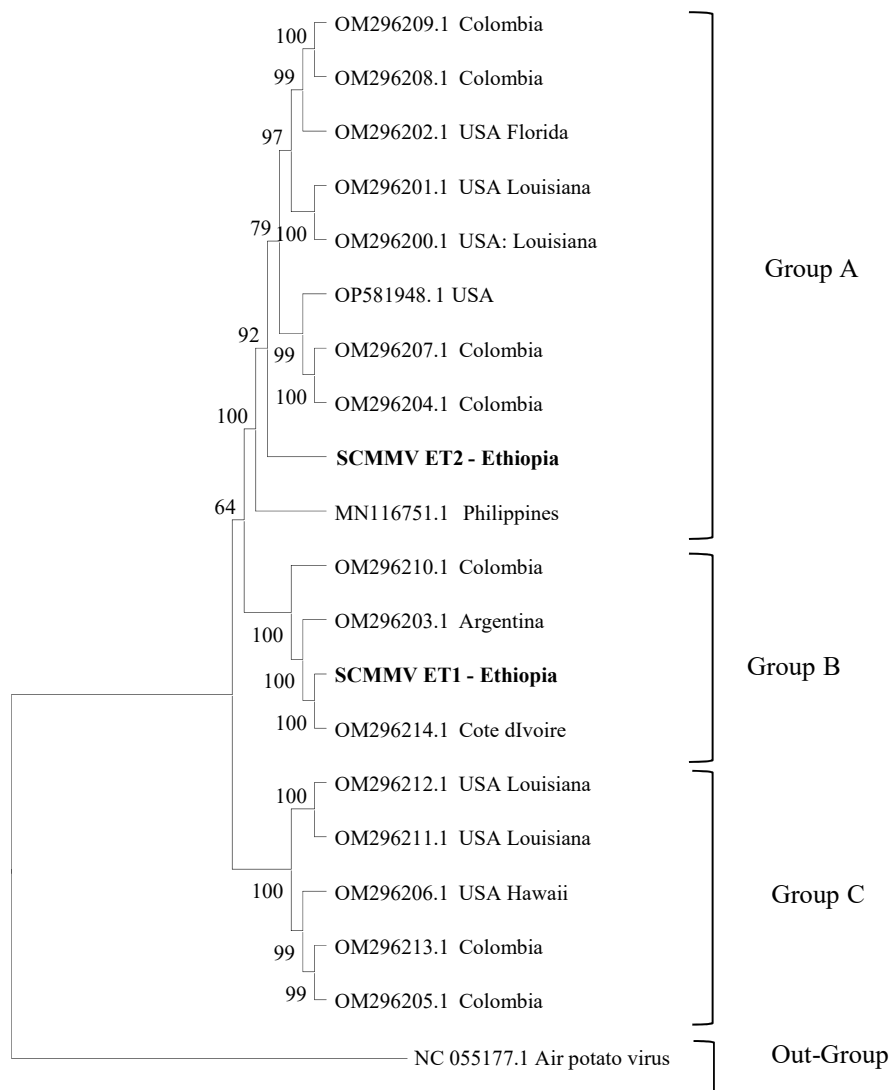 OM296209.1 Colombia
100
OM296208.1 Colombia
99
OM296202.1 USA Florida
97
OM296201.1 USA Louisiana
79
100
OM296200.1 USA: Louisiana
Group A
OP581948.1 USA
92
OM296207.1 Colombia
99
OM296204.1 Colombia
100
100
SCMMV ET2 - Ethiopia
MN116751.1 Philippines
64
OM296210.1 Colombia
OM296203.1 Argentina
100
Group B
SCMMV ET1 - Ethiopia
100
OM296214.1 Cote dIvoire
100
OM296212.1 USA Louisiana
100
OM296211.1 USA Louisiana
OM296206.1 USA Hawaii
100
Group C
OM296213.1 Colombia
99
OM296205.1 Colombia
99
NC 055177.1 Air potato virus
Out-Group